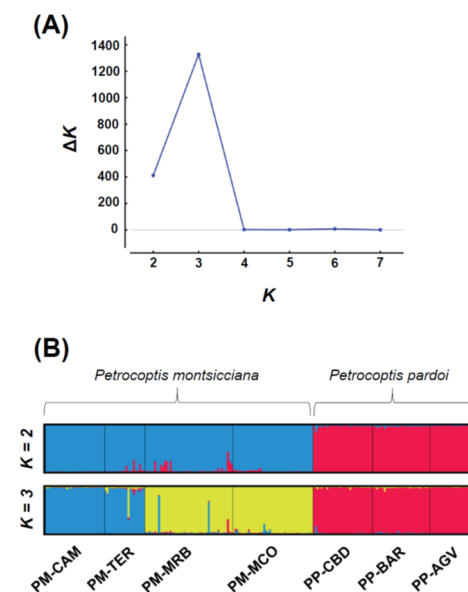 (A)
1400
1200
1000
800
600
400
200
0
ΔK
2 3 4 5 6 7
K
(B)
Petrocoptis montsicciana Petrocoptis pardoi
K = 2
K = 3
PM-CAM PM-TER PM-MRB PM-MCO PP-CBD PP-BAR PP-AGV